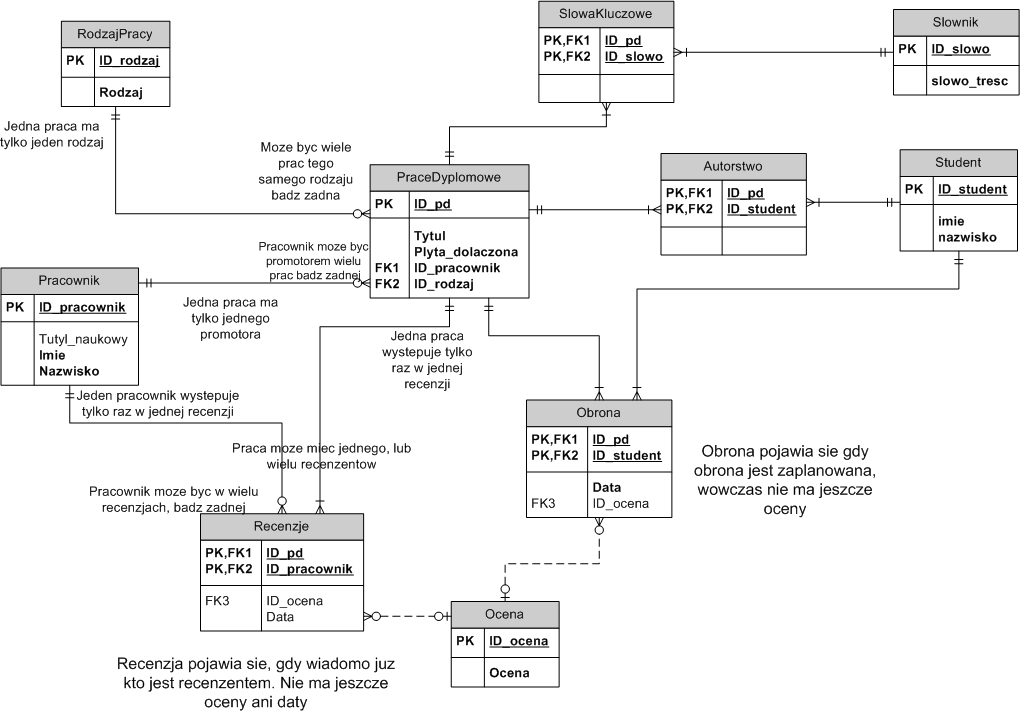 SlowaKluczowe
PK,FK1 ID_pd
PK,FK2 ID_slowo
Slownik
PK ID_slowo
slowo_tresc
RodzajPracy
PK ID_rodzaj
Rodzaj
Jedna praca ma
tylko jeden rodzaj
Moze byc wiele
prac tego
samego rodzaju
badz zadna
PraceDyplomowe
PK ID_pd
Tytul
Plyta_dolaczona
FK1 ID_pracownik
FK2 ID_rodzaj
Autorstwo
PK,FK1 ID_pd
PK,FK2 ID_student
Student
PK ID_student
imie
nazwisko
Pracownik moze byc
promotorem wielu
prac badz zadnej
Pracownik
PK ID_pracownik
Tutyl_naukowy
Imie
Nazwisko
Jedna praca ma
tylko jednego
promotora
Jedna praca
wystepuje tylko
raz w jednej
recenzji
Jeden pracownik wystepuje
tylko raz w jednej recenzji
Praca moze miec jednego, lub
wielu recenzentow
Pracownik moze byc w wielu
recenzjach, badz zadnej
Obrona
PK,FK1 ID_pd
PK,FK2 ID_student
Data
FK3 ID_ocena
Obrona pojawia sie gdy
obrona jest zaplanowana,
wowczas nie ma jeszcze
oceny
Recenzje
PK,FK1 ID_pd
PK,FK2 ID_pracownik
FK3 ID_ocena
Data
Ocena
PK ID_ocena
Ocena
Recenzja pojawia sie, gdy wiadomo juz
kto jest recenzentem. Nie ma jeszcze
oceny ani daty